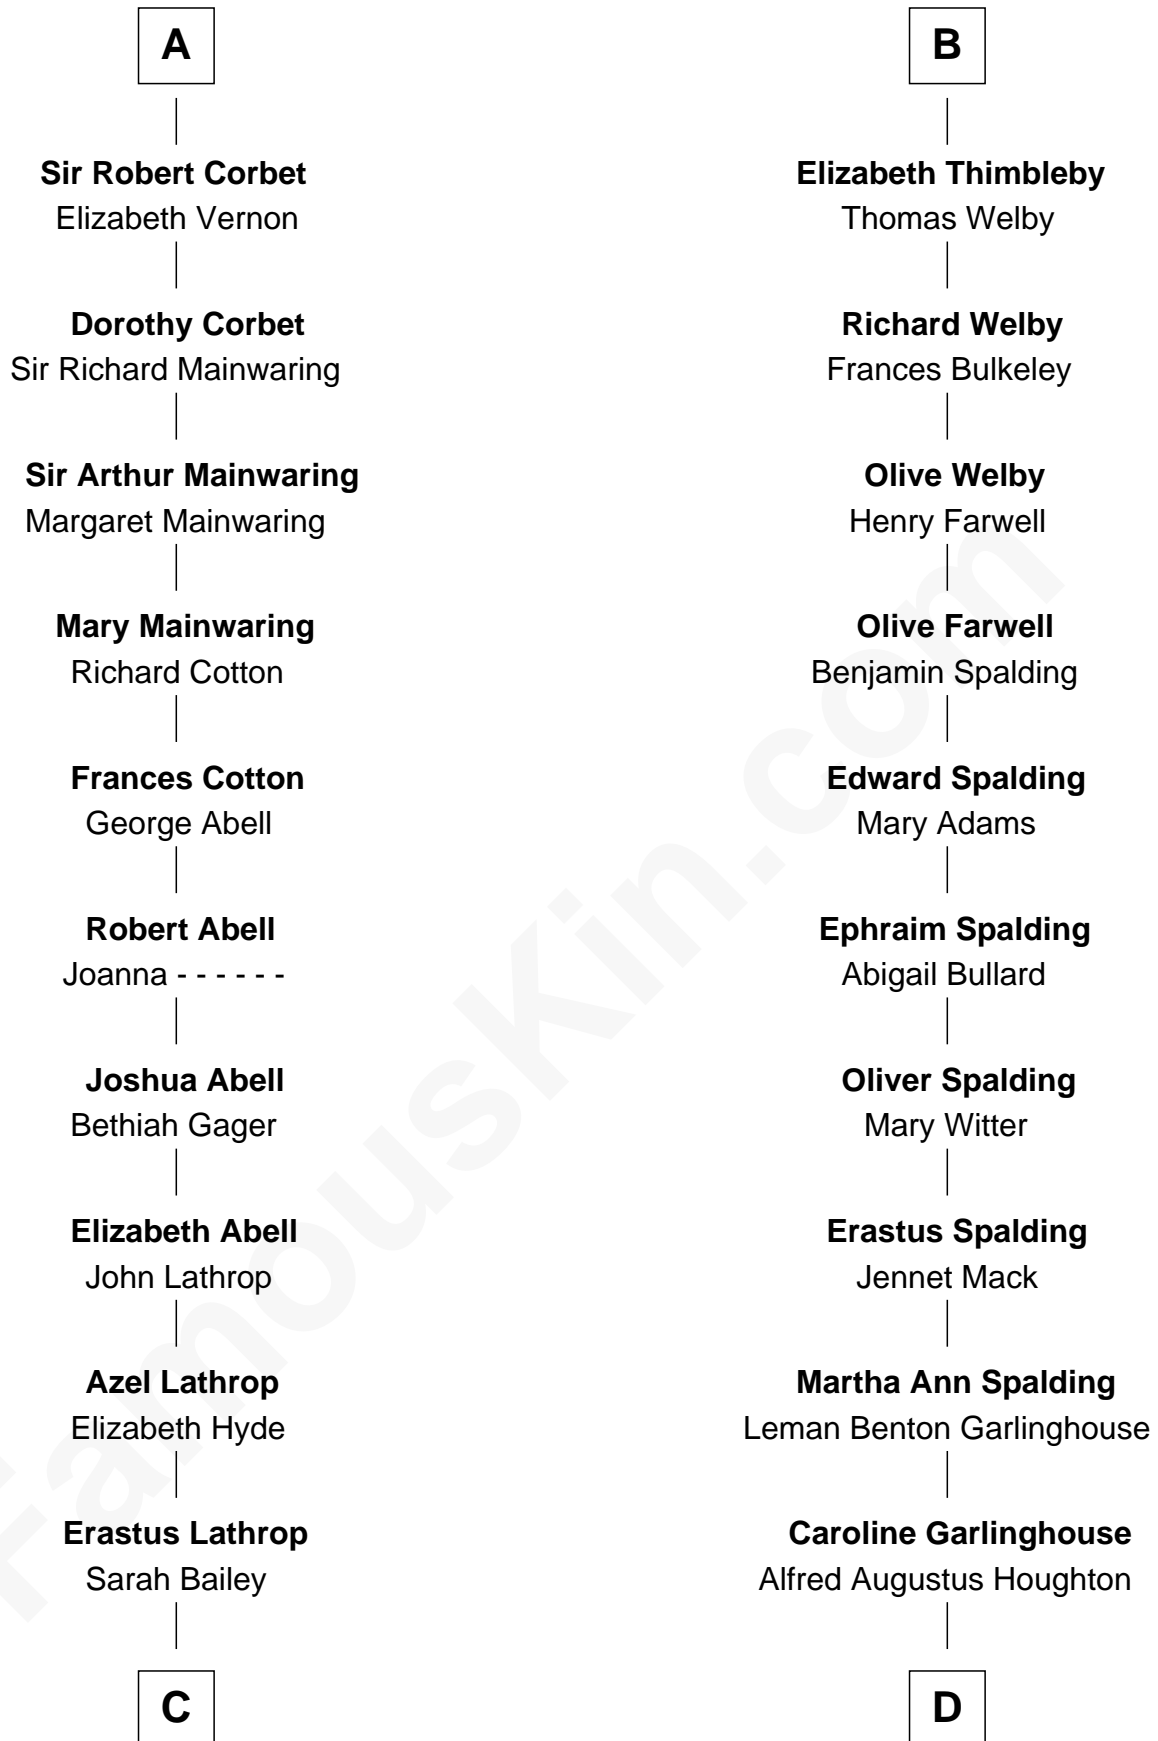 A
Sir Robert Corbet
Elizabeth Vernon
Dorothy Corbet
Sir Richard Mainwaring
Sir Arthur Mainwaring
Margaret Mainwaring
Mary Mainwaring
Richard Cotton
Frances Cotton
George Abell
Robert Abell
Joanna - - - - - -
Joshua Abell
Bethiah Gager
Elizabeth Abell
John Lathrop
Azel Lathrop
Elizabeth Hyde
Erastus Lathrop
Sarah Bailey
C
B
Elizabeth Thimbleby
Thomas Welby
Richard Welby
Frances Bulkeley
Olive Welby
Henry Farwell
Olive Farwell
Benjamin Spalding
Edward Spalding
Mary Adams
Ephraim Spalding
Abigail Bullard
Oliver Spalding
Mary Witter
Erastus Spalding
Jennet Mack
Martha Ann Spalding
Leman Benton Garlinghouse
Caroline Garlinghouse
Alfred Augustus Houghton
D
FamousKin.com